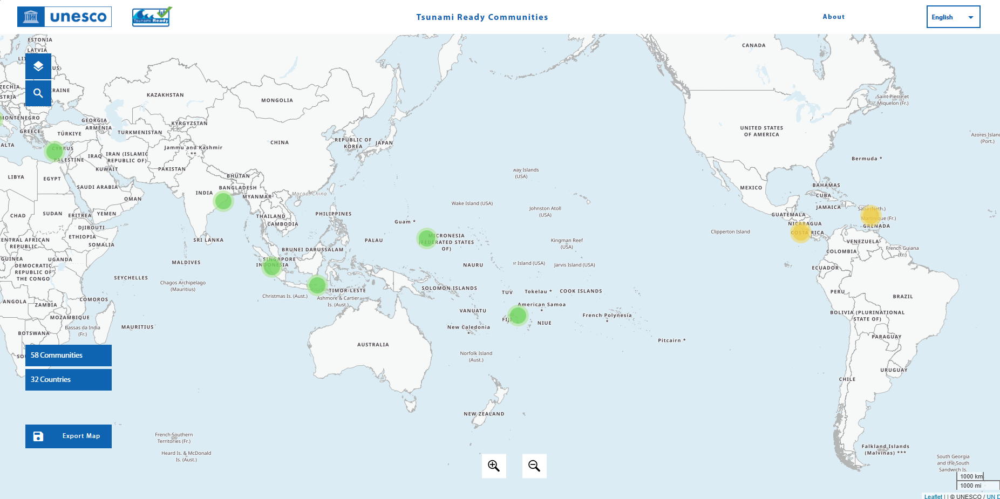 unesco
Tsunami Ready
Tsunami Ready Communities
About
English
ESTONIA
LATVIA
CANADA
KAZAKHSTAN
MONGOLIA
Saint-Pierre et
Miquelon (Fr.)
MONTENEGRO
GEORGIA
ARMENIA
KYRGYZSTAN
GREECE
TÜRKIYE
TURKMENISTAN
UNITED STATES
OF AMERICA
CHINA
REPUBLIC OF
KOREA
JAPAN
Azores Islan
(Port.)
Jammu and Kashmir
**
CYPRUS
PALESTINE
IRAQ
IRAN (ISLAMIC
REPUBLIC OF)
Bermuda *
KUWAIT
PAKISTAN
LIBYA
EGYPT
BHUTAN
way Islands
(USA)
SAUDI ARABIA
BANGLADESH
INDIA
Macao, China
MYANMAR
OMAN
MEXICO
BAHAMAS
CUBA
Wake Island (USA)
Johnston Atoll
(USA)
JAMAICA
Saba (Neth.)
CHAD
SUDAN
ERITREA
YEMEN
THAILAND
PHILIPPINES
GUATEMALA
Martinique (Fr.)
CAMBODIA
Guam *
NICARAGUA
GRENADA
DJIBOUTI
Clipperton Island
COSTA RICA
ETHIOPIA
ENTRAL AFRICAN
REPUBLIC
SOMALIA
SRI LANKA
PALAU
MICRONESIA
(FEDERATED STATES
OF)
Kingman Reef
(USA)
VENEZUELA
French Guiana
(Fr.)
COLOMBIA
BRUNEI DARUSSALAM
GUINEA
UGANDA
MALDIVES
SINGAPORE
INDONESIA
NAURU
er Island (USA)
Jarvis Island (USA)
ECUADOR
DEMOCRATIC
REPUBLIC OF
THE CONGO
SEYCHELLES
Chagos Archipelago
(Mauritius)
TIMOR-LESTE
SOLOMON ISLANDS
TUV
Tokelau *
COOK ISLANDS
PERU
BRAZIL
Christmas Is. (Aust.)
Ashmore & Cartier
Is. (Aust.)
ANGOLA
ZAMBIA
COMOROS
American Samoa
*
VANUATU
French Polynesia
*
BOLIVIA (PLURINATIONAL
STATE OF)
MOZAMBIQUE
FIJI
NIUE
Bassas da India
(Fr.)
MAURITIUS
New Caledonia
*
BOTSWANA
PARAGUAY
Pitcairn *
AUSTRALIA
Norfolk Island
(Aust.)
58 Communities
URUGUAY
32 Countries
CHILE
NEW ZEALAND
Export Map
French Southern
Territories (Fr.)
Heard Is. & McDonald
Is. (Aust.)
Falkland Islands
(Malvinas) ***
South Georgia
and the South
Sandwich Is.
1000 km
1000 mi
Leaflet | | © UNESCO / UN D